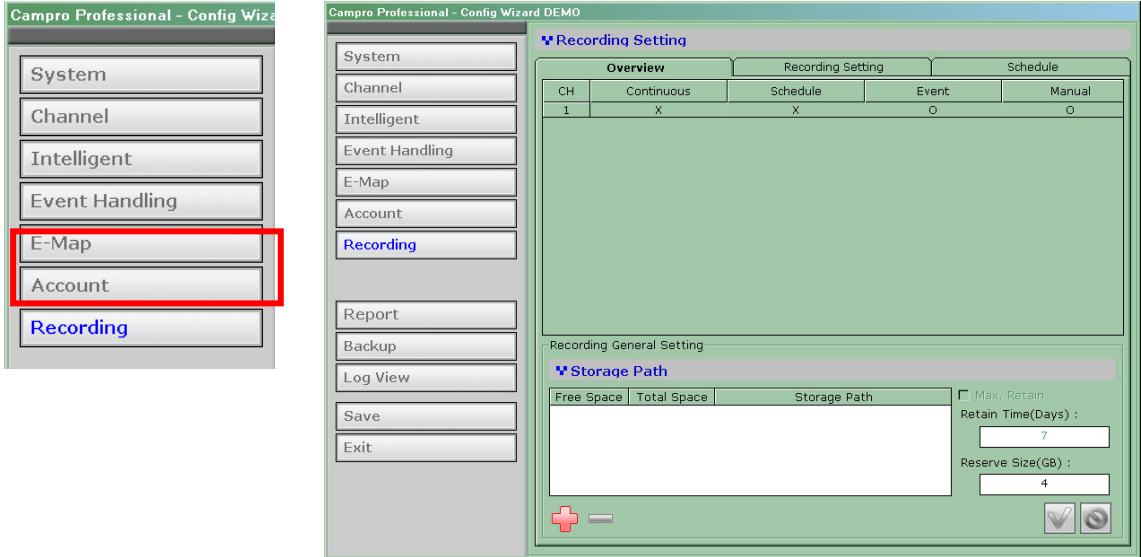 Campro Professional - Config Wiza
System
Channel
Intelligent
Event Handling
E-Map
Account
Recording
Campro Professional - Config Wizard DEMO
System
Channel
Intelligent
Event Handling
E-Map
Account
Recording
Report
Backup
Log View
Save
Exit
Recording Setting
Overview Recording Setting Schedule
CH Continuous Schedule Event Manual
1 X X O O
Recording General Setting
Storage Path
Free Space Total Space Storage Path
Max. Retain
Retain Time(Days) :
7
Reserve Size(GB) :
4